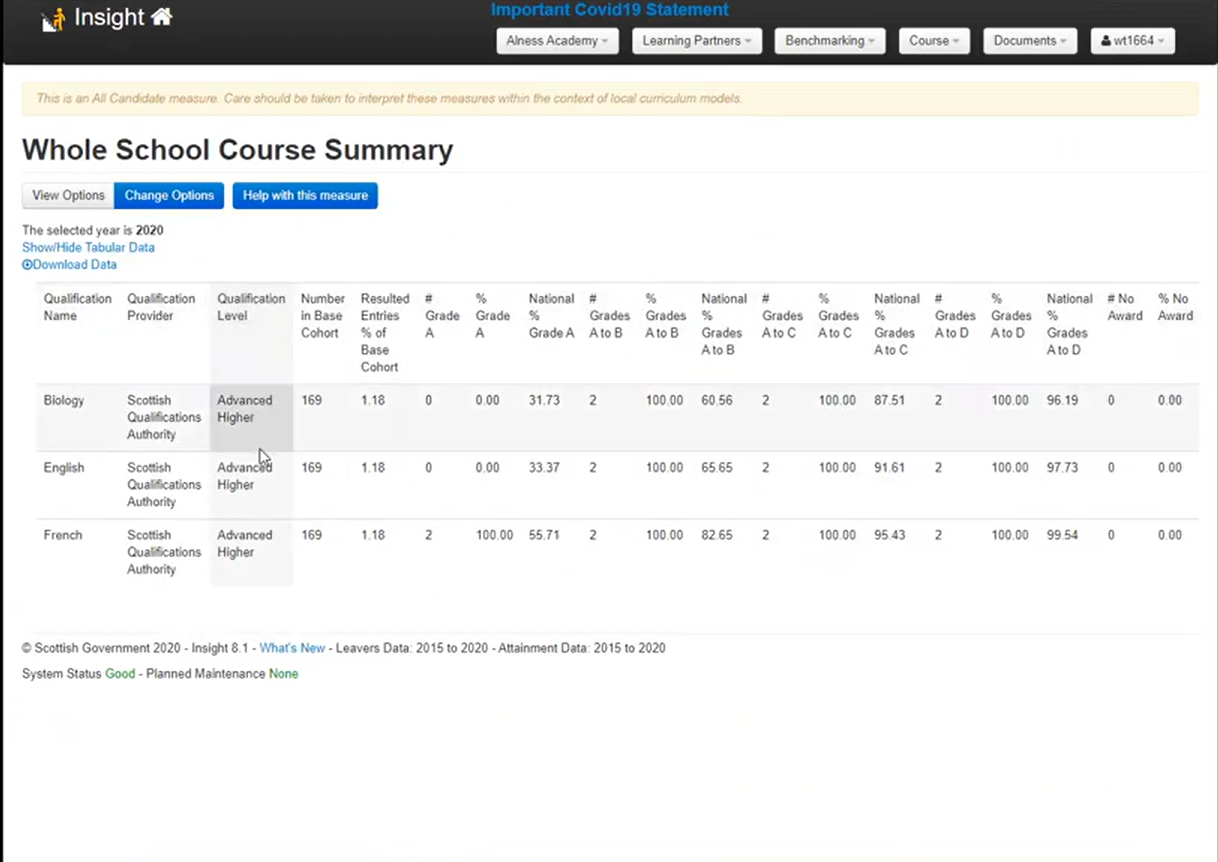 Important Covid19 Statement
Insight
Alness Academy
Learning Partners
Benchmarking
Course
Documents
wt1664
This is an All Candidate measure. Care should be taken to interpret these measures within the context of local curriculum models.
Whole School Course Summary
View Options
Change Options
Help with this measure
The selected year is 2020
Show/Hide Tabular Data
Download Data
Qualification Name
Qualification Provider
Qualification Level
Number in Base Cohort
Resulted Entries % of Base Cohort
# Grade A
% Grade A
National % Grade A
# Grades A to B
% Grades A to B
National % Grades A to B
# Grades A to C
% Grades A to C
National % Grades A to C
# Grades A to D
% Grades A to D
National % Grades A to D
# No Award
% No Award
Biology Scottish Qualifications Authority Advanced Higher 169 1.18 0 0.00 31.73 2 100.00 60.56 2 100.00 87.51 2 100.00 96.19 0 0.00
English Scottish Qualifications Authority Advanced Higher 169 1.18 0 0.00 33.37 2 100.00 65.65 2 100.00 91.61 2 100.00 97.73 0 0.00
French Scottish Qualifications Authority Advanced Higher 169 1.18 2 100.00 55.71 2 100.00 82.65 2 100.00 95.43 2 100.00 99.54 0 0.00
© Scottish Government 2020 - Insight 8.1 - What's New - Leavers Data: 2015 to 2020 - Attainment Data: 2015 to 2020
System Status Good - Planned Maintenance None